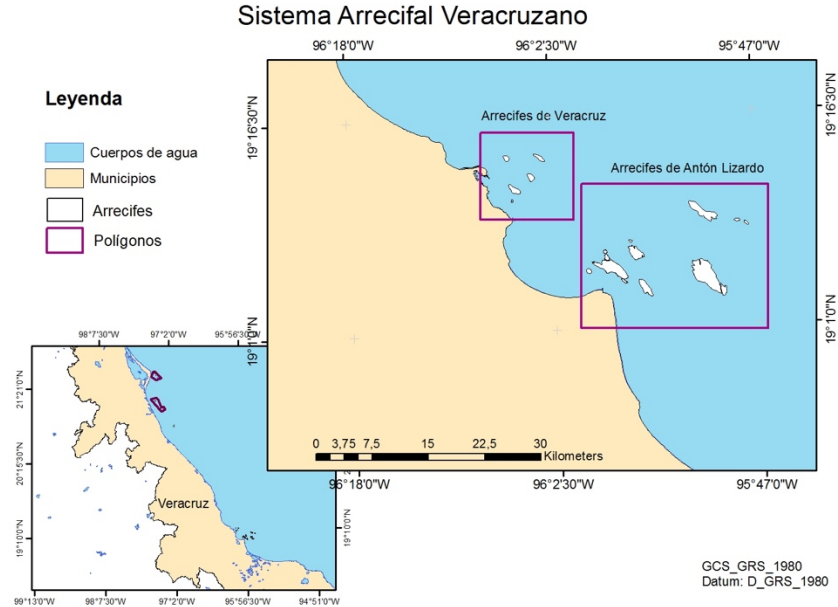 Sistema Arrecifal Veracruzano
Leyenda
Cuerpos de agua
Municipios
Arrecifes
Polígonos
96°18'0"W 96°2'30"W 95°47'0"W
19°16'30"N
19°16'30"N
Arrecifes de Veracruz
Arrecifes de Antón Lizardo
19°1'0"N
19°1'0"N
0 3,75 7,5 15 22,5 30
Kilometers
96°18'0"W 96°2'30"W 95°47'0"W
98°7'30"W 97°2'0"W 95°56'30"W
21°21'0"N
20°15'30"N
19°10'0"N
19°10'0"N
Veracruz
99°13'0"W 98°7'30"W 97°2'0"W 95°56'30"W 94°51'0"W
GCS_GRS_1980
Datum: D_GRS_1980